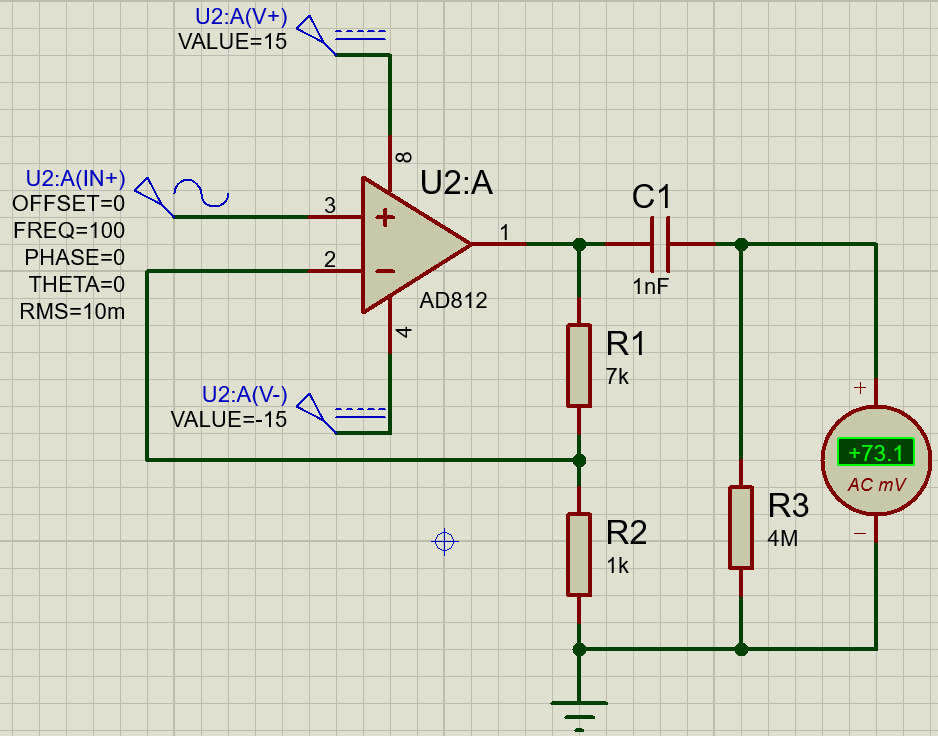 U2:A(V+)
VALUE=15
8
U2:A
U2:A(IN+)
OFFSET=0
FREQ=100
PHASE=0
THETA=0
RMS=10m
3
+
2
−
1
AD812
4
U2:A(V-)
VALUE=-15
C1
1nF
R1
7k
R2
1k
R3
4M
+
+73.1
AC mV
−